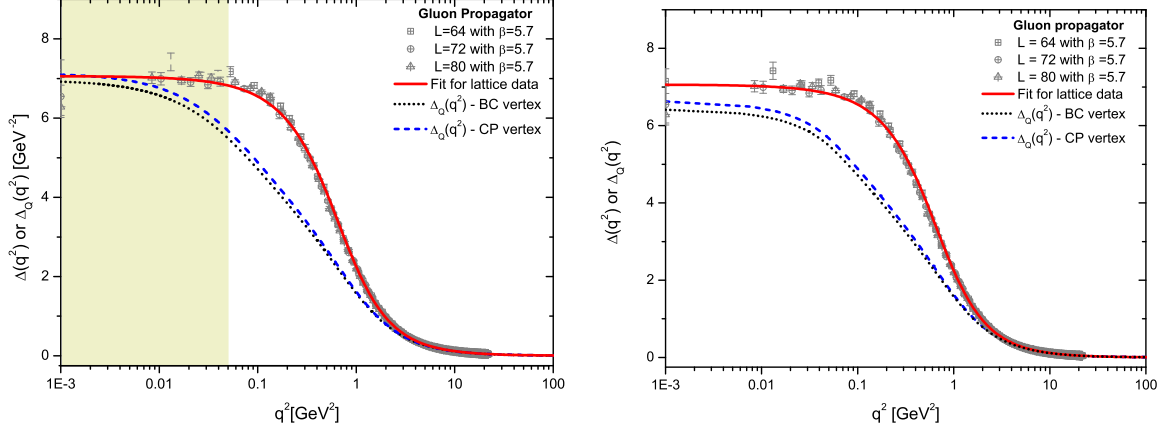 Gluon Propagator
L=64 with β=5.7
L=72 with β=5.7
L=80 with β=5.7
Fit for lattice data
Δ_Q(q²) - BC vertex
Δ_Q(q²) - CP vertex
Δ(q²) or Δ_Q(q²) [GeV⁻²]
8
6
4
2
0
1E-3 0.01 0.1 1 10 100
q²[GeV²]
Gluon propagator
L = 64 with β =5.7
L = 72 with β =5.7
L = 80 with β =5.7
Fit for lattice data
Δ_Q(q²) - BC vertex
Δ_Q(q²) - CP vertex
Δ(q²) or Δ_Q(q²)
8
6
4
2
0
1E-3 0.01 0.1 1 10 100
q² [GeV²]